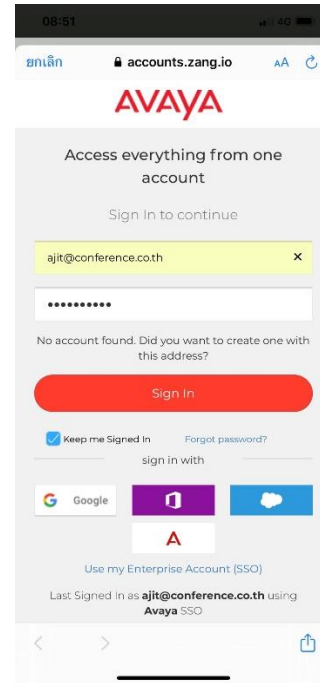 08:51
4G
ยกเลิก accounts.zang.io AA
AVAYA
Access everything from one
account
Sign In to continue
ajit@conference.co.th ×
••••••••••
No account found. Did you want to create one with
this address?
Sign In
Keep me Signed In Forgot password?
sign in with
G Google
A
Use my Enterprise Account (SSO)
Last Signed In as ajit@conference.co.th using
Avaya SSO